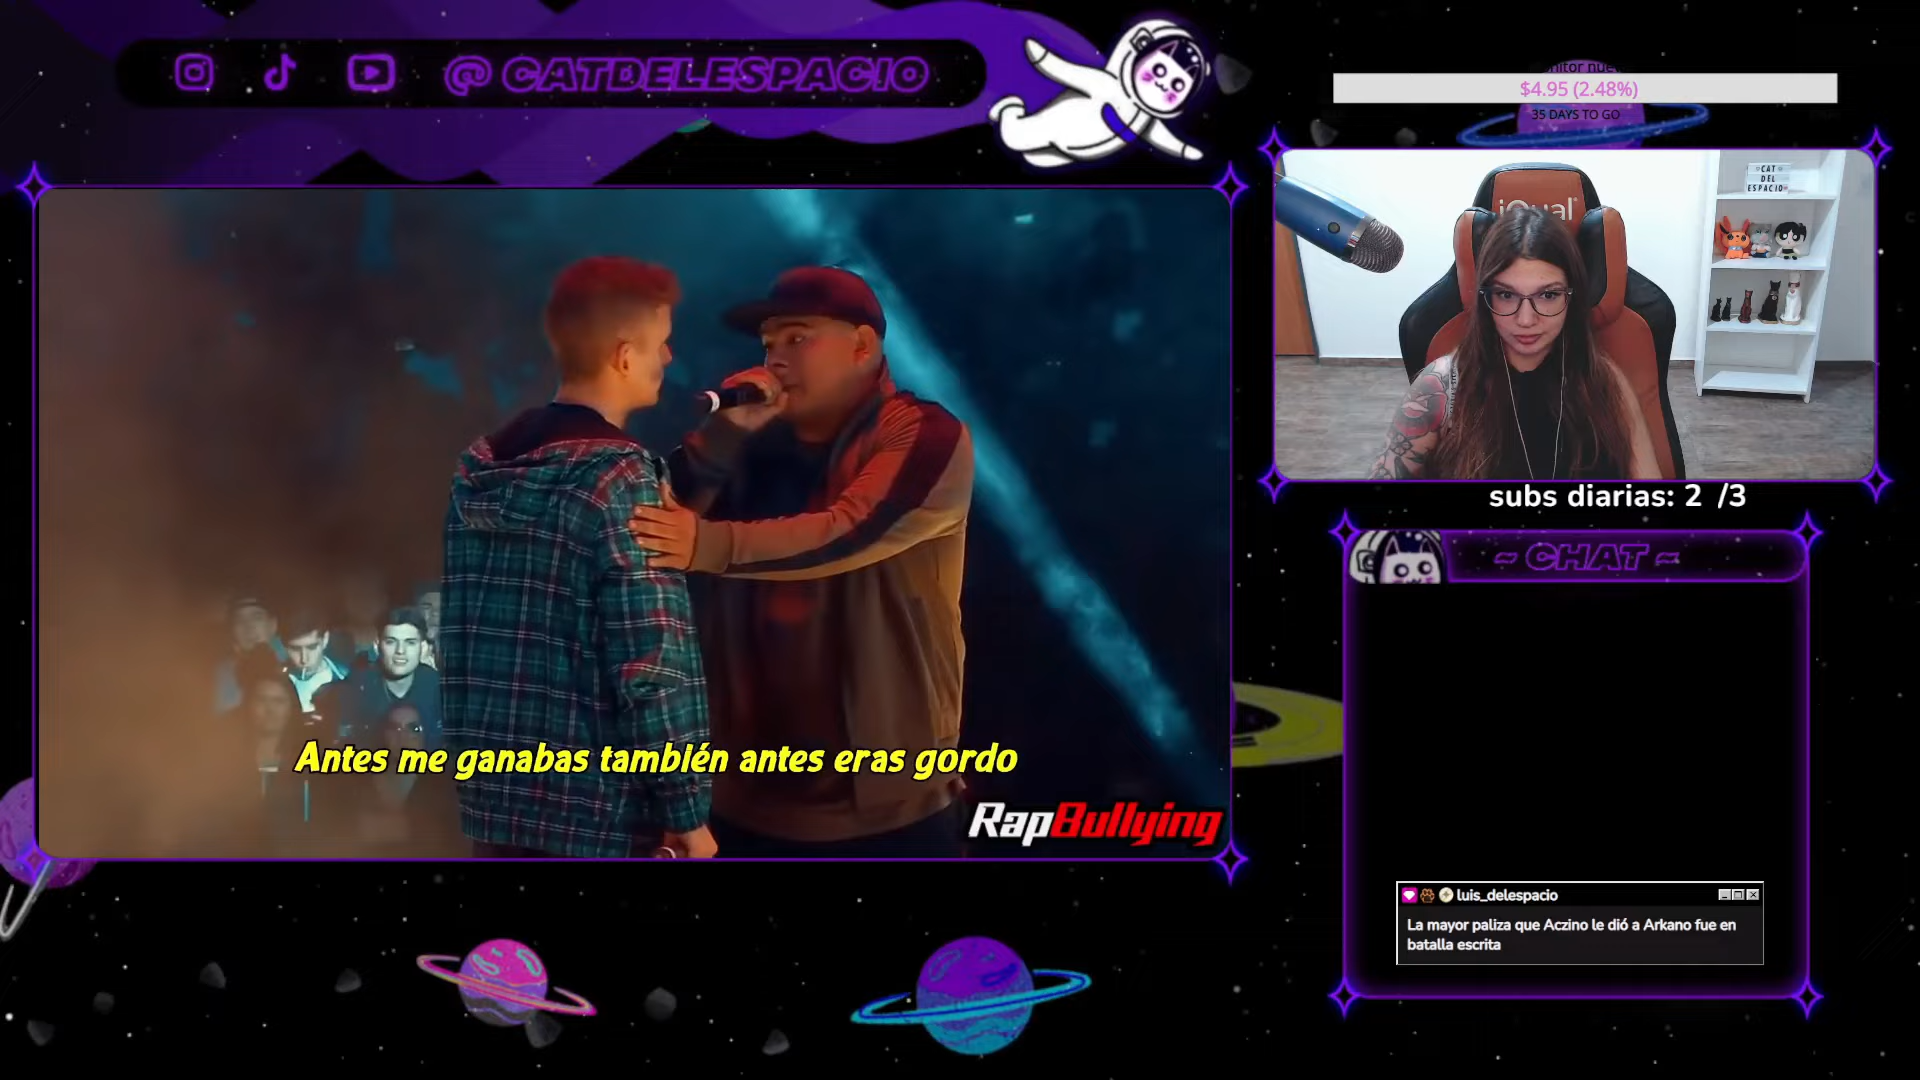 @CATDELESPACIO
$4.95 (2.48%)
35 DAYS TO GO
CAT
DEL
ESPACIO
iQual
Antes me ganabas también antes eras gordo
RapBullying
subs diarias: 2 /3
~ CHAT ~
luis_delespacio
La mayor paliza que Aczino le dió a Arkano fue en
batalla escrita